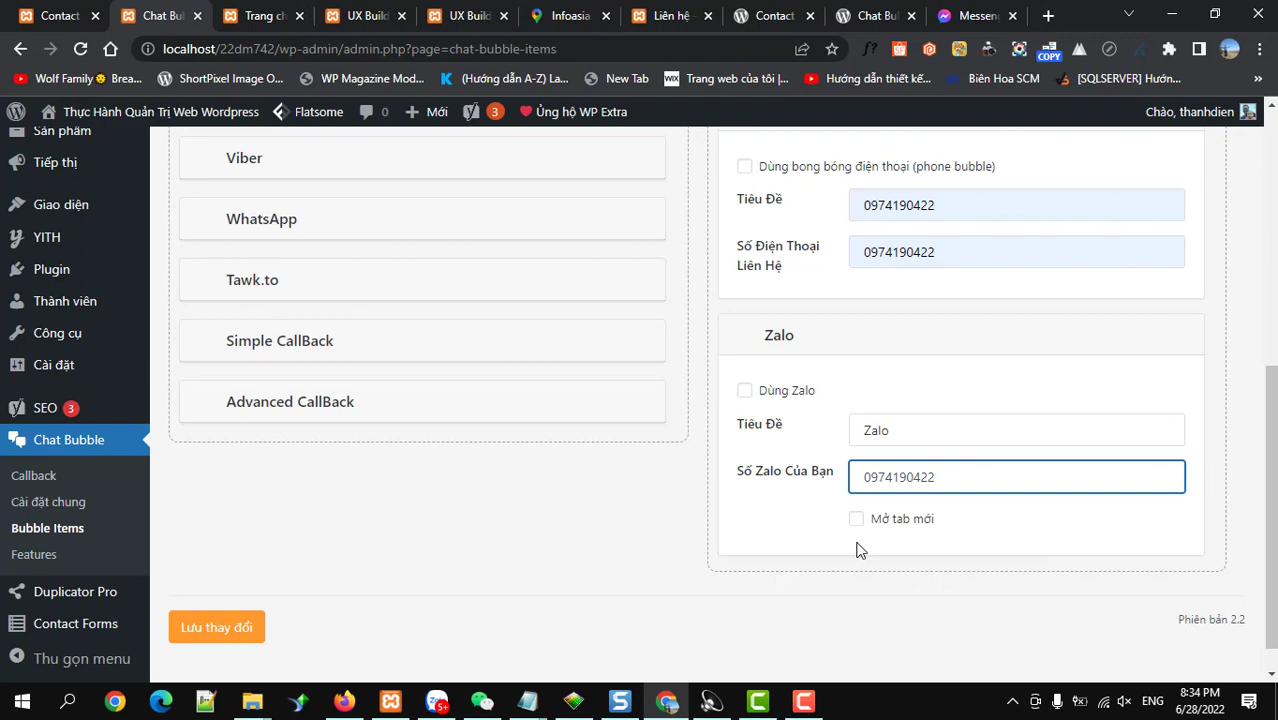 Contact
Chat Bub
Trang ch
UX Build
UX Build
Infoasia
Liên hệ -
Contact
Chat Bub
Messeng
localhost/22dm742/wp-admin/admin.php?page=chat-bubble-items
COPY
Wolf Family Brea...
ShortPixel Image O...
WP Magazine Mod...
(Hướng dẫn A-Z) La...
New Tab
WIX
Trang web của tôi |...
Hướng dẫn thiết kế...
Biên Hoa SCM
[SQLSERVER] Hướn...
»
Thực Hành Quản Trị Web Wordpress
Flatsome
0
Mới
3
Ủng hộ WP Extra
Chào, thanhdien
Sản phẩm
Tiếp thị
Giao diện
YITH
Plugin
Thành viên
Công cụ
Cài đặt
SEO 3
Chat Bubble
Callback
Cài đặt chung
Bubble Items
Features
Duplicator Pro
Contact Forms
Thu gọn menu
Viber
WhatsApp
Tawk.to
Simple CallBack
Advanced CallBack
Dùng bong bóng điện thoại (phone bubble)
Tiêu Đề
0974190422
Số Điện Thoại
Liên Hệ
0974190422
Zalo
Dùng Zalo
Tiêu Đề
Zalo
Số Zalo Của Bạn
0974190422
Mở tab mới
Lưu thay đổi
Phiên bản 2.2
5+
ENG
8:34 PM
6/28/2022